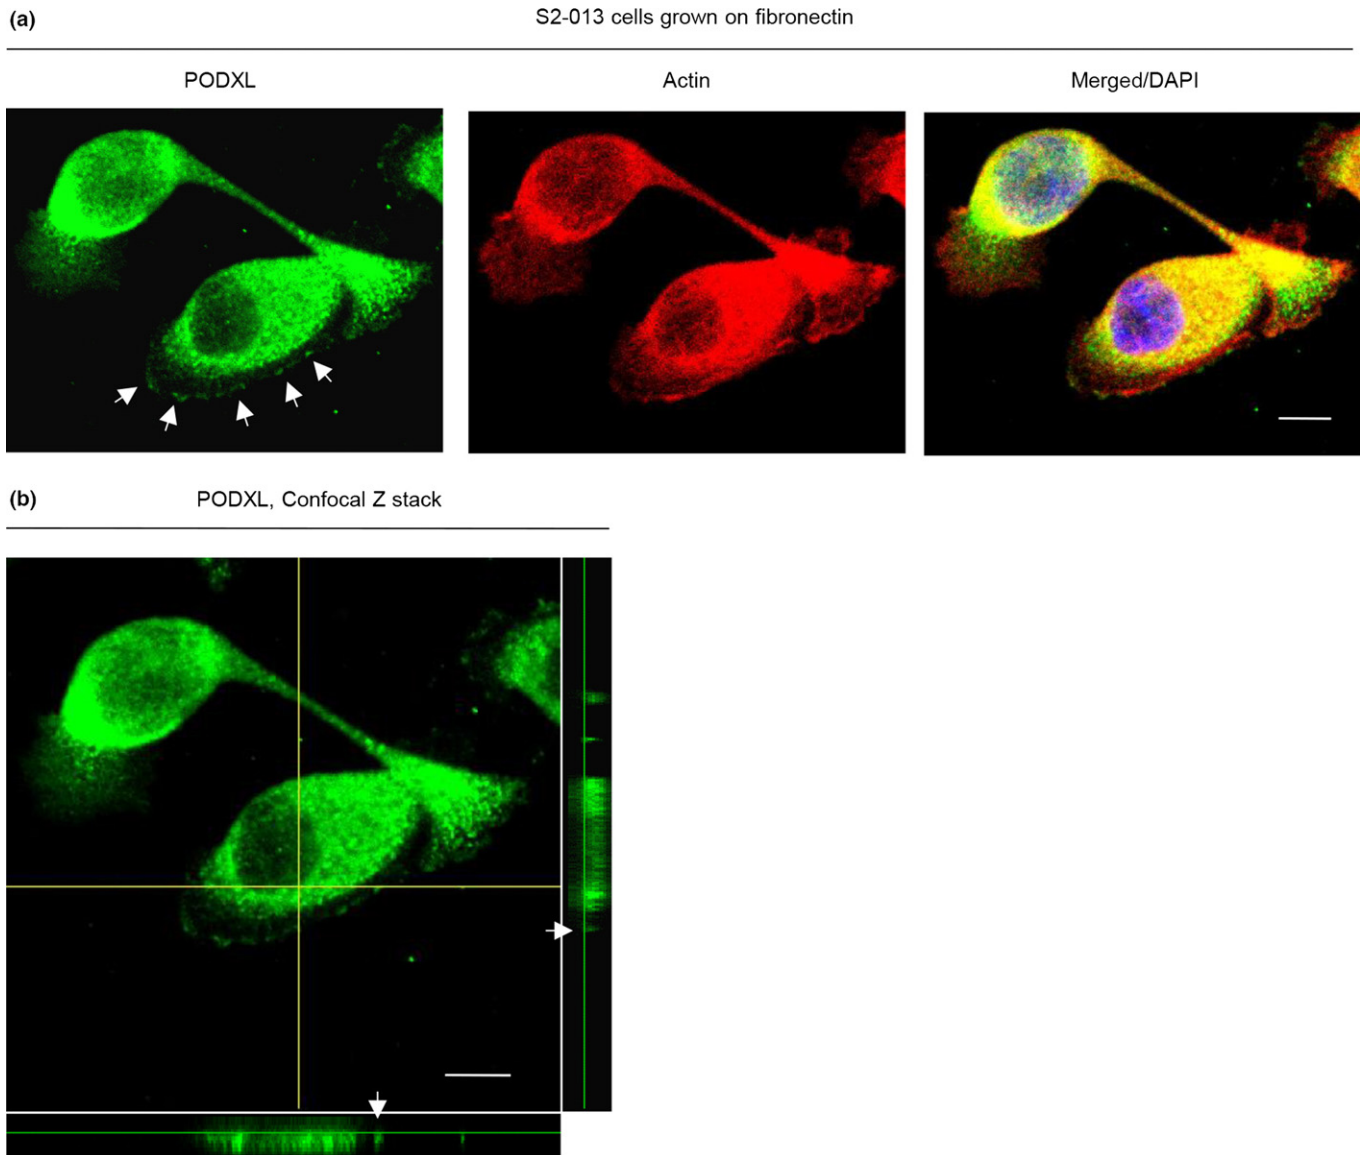 (a)
S2-013 cells grown on fibronectin
PODXL
Actin
Merged/DAPI
(b)
PODXL, Confocal Z stack